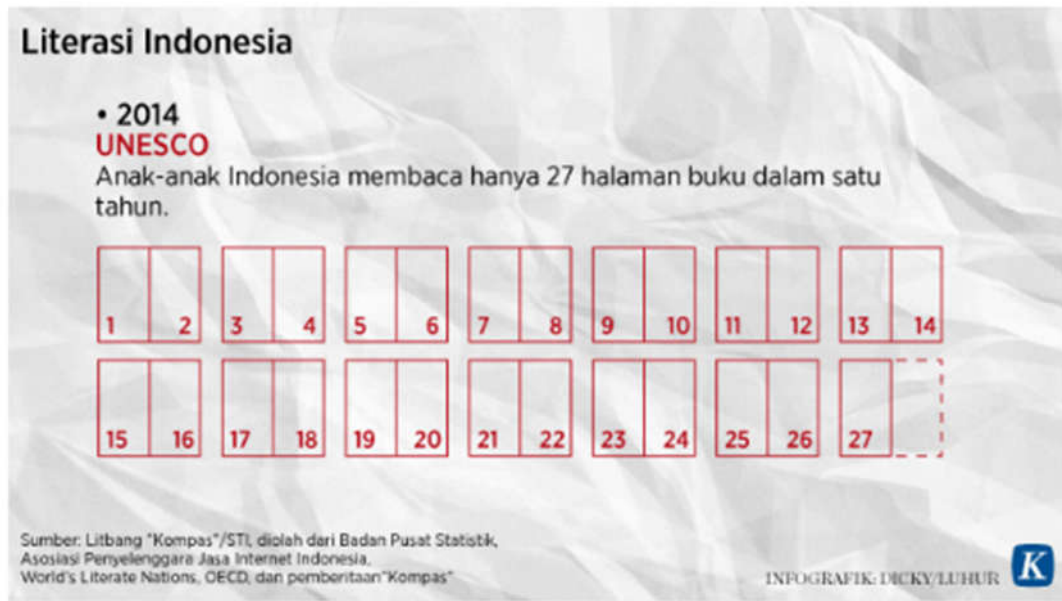 Literasi Indonesia
• 2014
UNESCO
Anak-anak Indonesia membaca hanya 27 halaman buku dalam satu
tahun.
1 2 3 4 5 6 7 8 9 10 11 12 13 14
15 16 17 18 19 20 21 22 23 24 25 26 27
Sumber: Litbang "Kompas"/STI, diolah dari Badan Pusat Statistik,
Asosiasi Penyelenggara Jasa Internet Indonesia,
World's Literate Nations, OECD, dan pemberitaan"Kompas"
INFOGRAFIK: DICKY/LUHUR
K